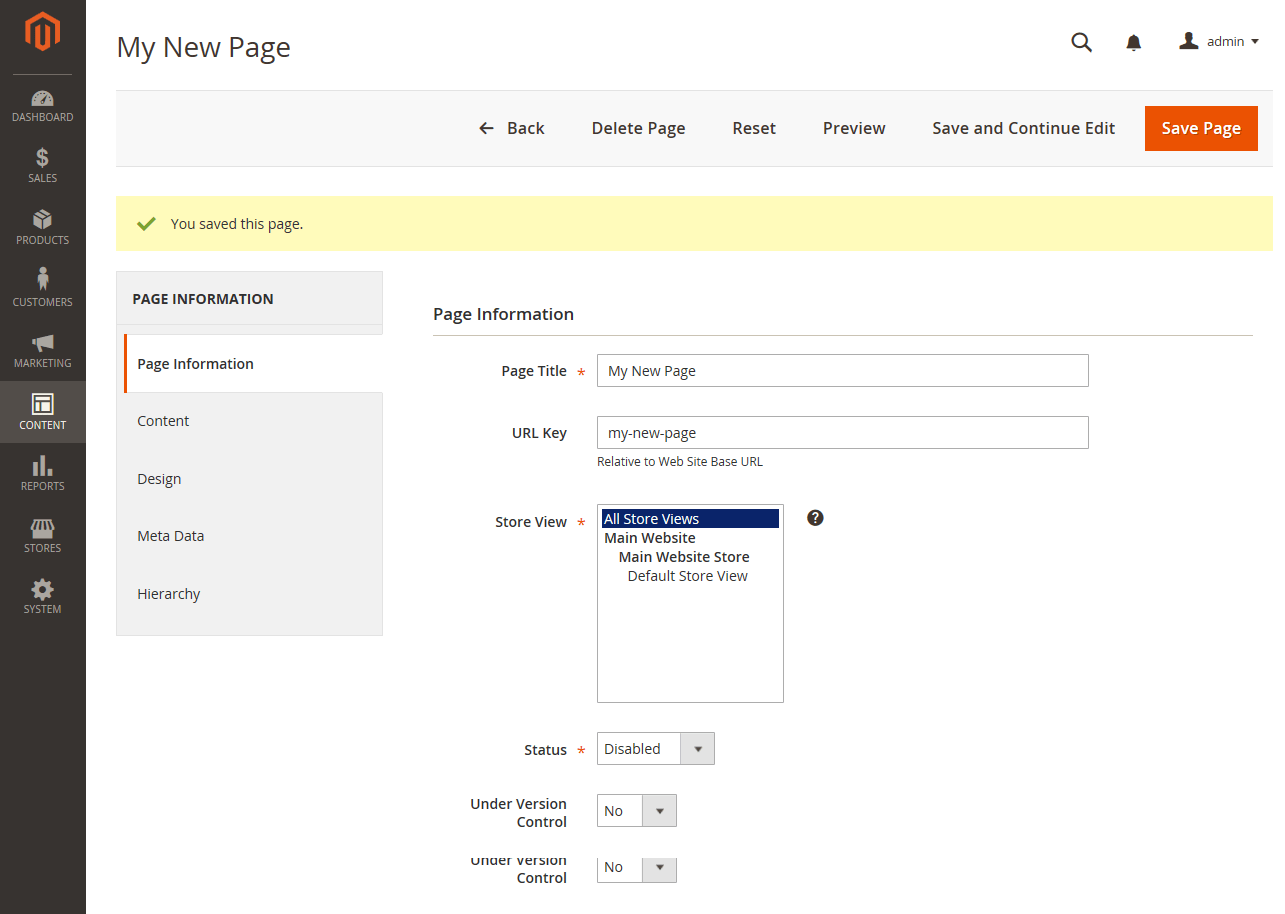 My New Page
admin
Back
Delete Page
Reset
Preview
Save and Continue Edit
Save Page
You saved this page.
DASHBOARD
SALES
PRODUCTS
CUSTOMERS
MARKETING
CONTENT
REPORTS
STORES
SYSTEM
PAGE INFORMATION
Page Information
Content
Design
Meta Data
Hierarchy
Page Information
Page Title * My New Page
URL Key my-new-page
Relative to Web Site Base URL
Store View * All Store Views ?
Main Website
Main Website Store
Default Store View
Status * Disabled
Under Version
Control
No
Under Version
Control
No